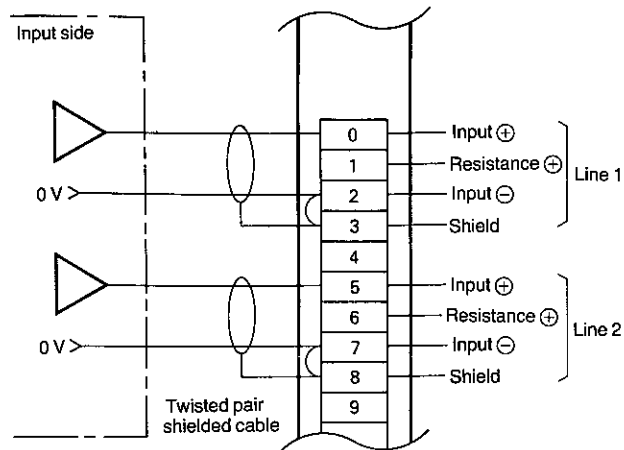 Input side
0 V
0 V
Twisted pair
shielded cable
0
1
2
3
4
5
6
7
8
9
Input ⊕
Resistance ⊕
Input ⊖
Shield
Line 1
Input ⊕
Resistance ⊕
Input ⊖
Shield
Line 2